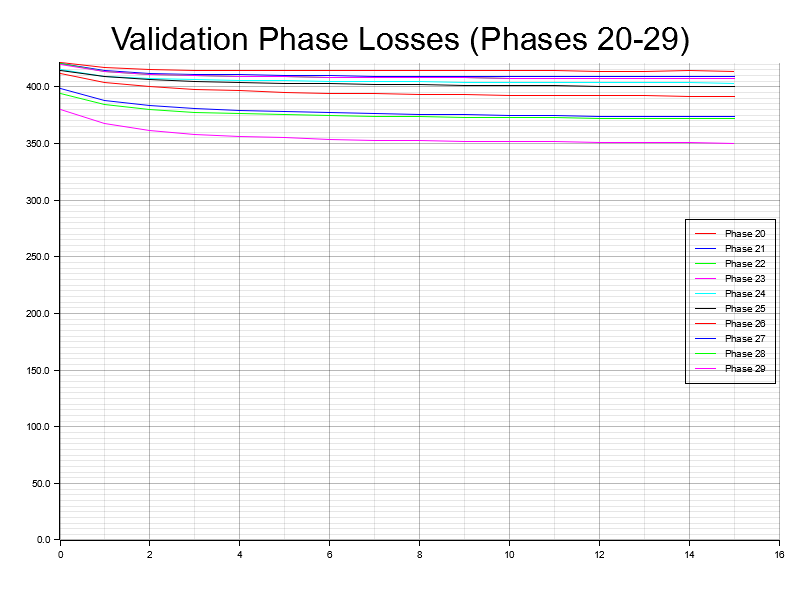 Validation Phase Losses (Phases 20-29)
400.0
350.0
300.0
250.0
200.0
150.0
100.0
50.0
0.0
0 2 4 6 8 10 12 14 16
Phase 20
Phase 21
Phase 22
Phase 23
Phase 24
Phase 25
Phase 26
Phase 27
Phase 28
Phase 29